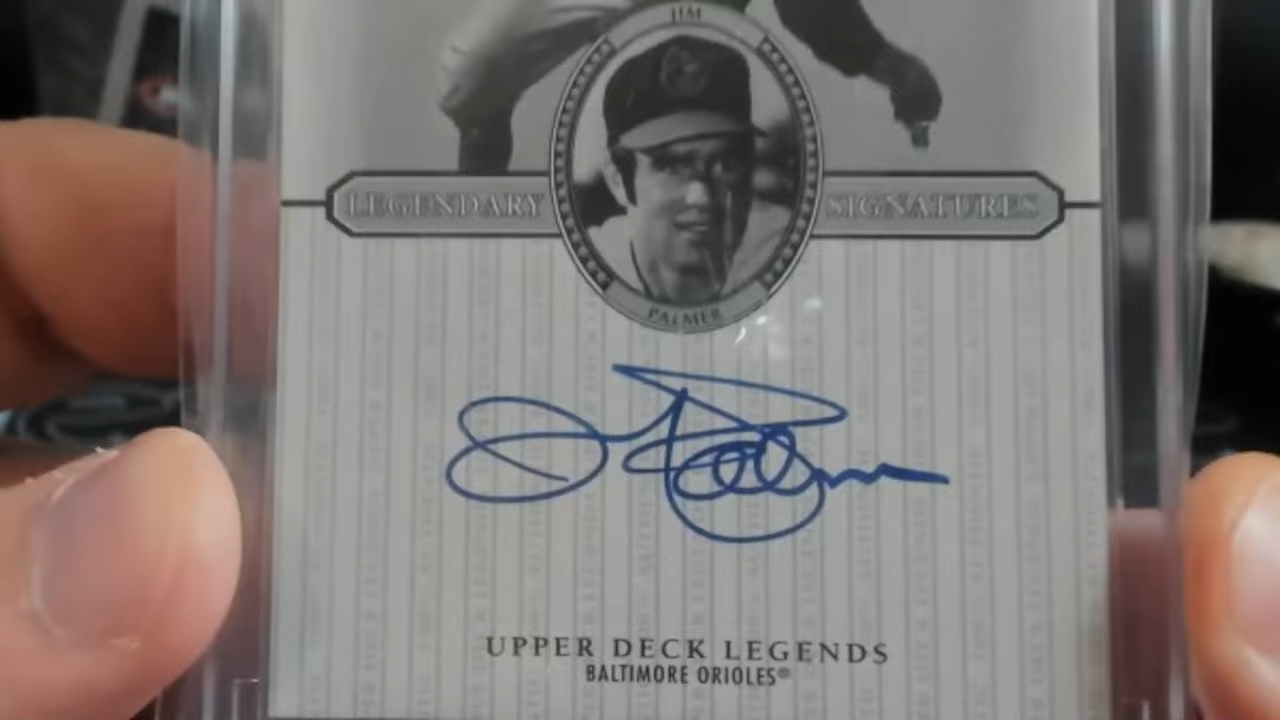 JIM
LEGENDARY SIGNATURES
PALMER
UPPER DECK LEGENDS
BALTIMORE ORIOLES®